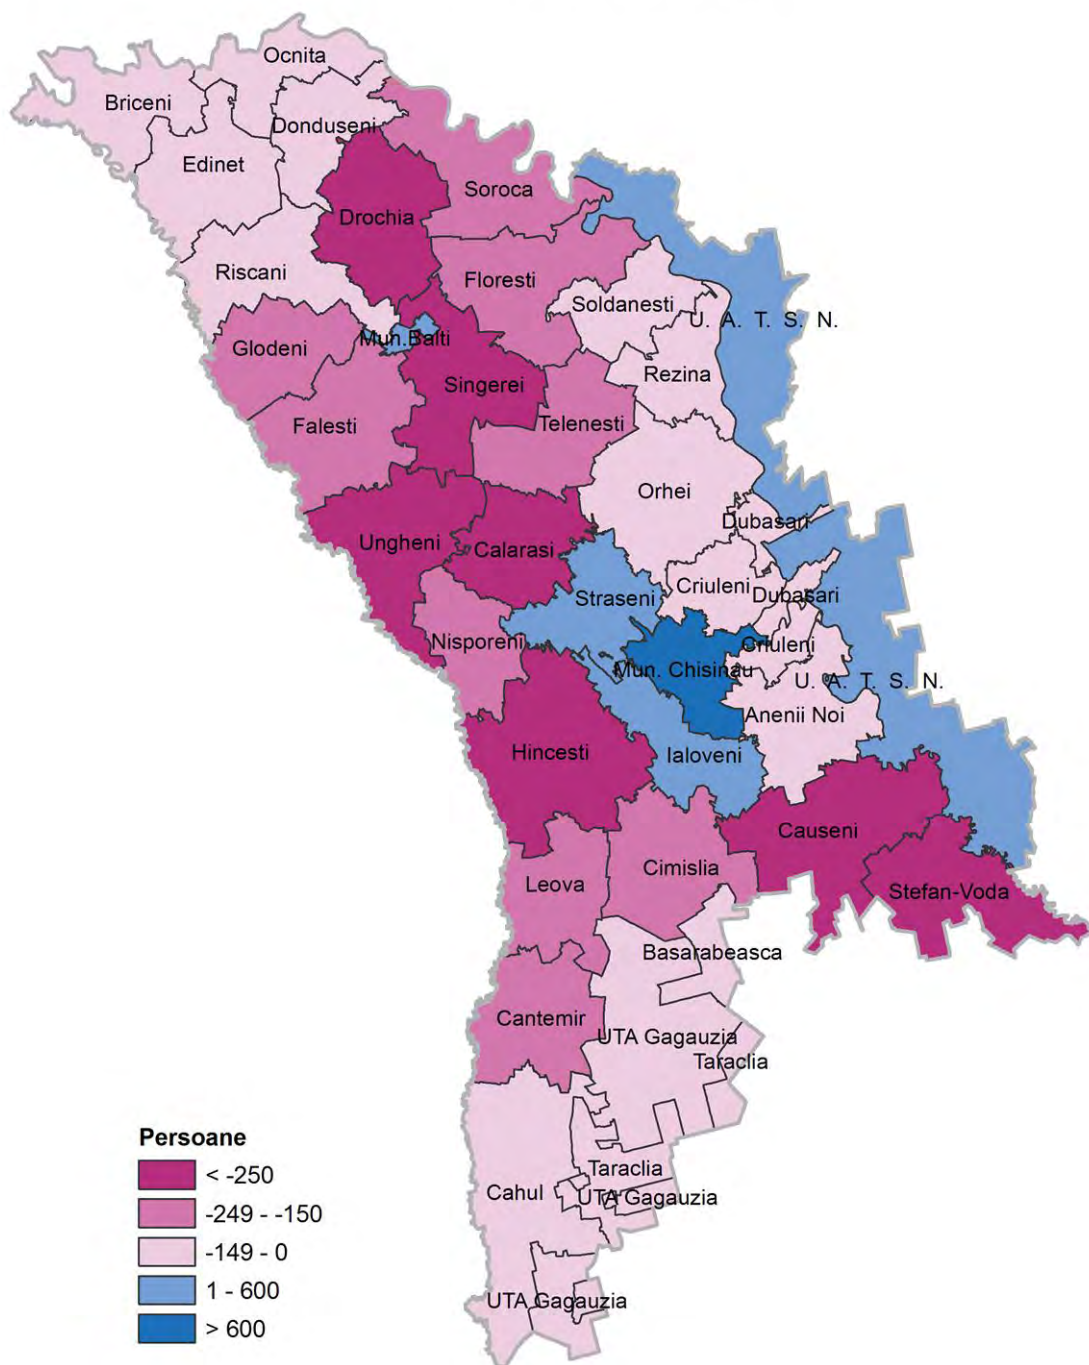 Ocnita
Briceni
Donduseni
Edinet
Soroca
Drochia
Riscani
Floresti
Soldanesti
U. A. T. S. N.
Mun.Balti
Glodeni
Rezina
Singerei
Falesti
Telenesti
Orhei
Dubasari
Ungheni
Calarasi
Criuleni
Dubasari
Straseni
Nisporeni
Criuleni
Mun. Chisinau
U. A. T. S. N.
Anenii Noi
Hincesti
Ialoveni
Causeni
Cimislia
Leova
Stefan-Voda
Basarabeasca
Cantemir
UTA Gagauzia
Taraclia
Persoane
< -250
-249 - -150
-149 - 0
1 - 600
> 600
Taraclia
Cahul
UTA Gagauzia
UTA Gagauzia